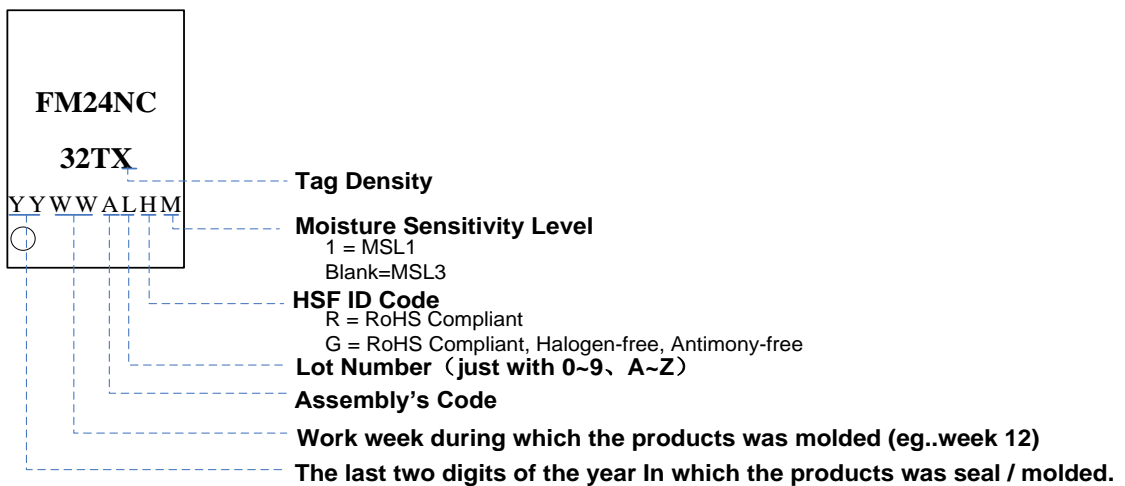 FM24NC
32TX
Tag Density
YYWWALHM
Moisture Sensitivity Level
1 = MSL1
Blank=MSL3
HSF ID Code
R = RoHS Compliant
G = RoHS Compliant, Halogen-free, Antimony-free
Lot Number（just with 0~9、A~Z）
Assembly's Code
Work week during which the products was molded (eg..week 12)
The last two digits of the year In which the products was seal / molded.